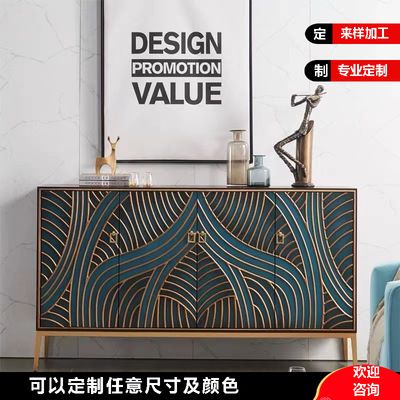 DESIGN
PROMOTION
VALUE
定 来样加工
制 专业定制
可以定制任意尺寸及颜色
欢迎
咨询